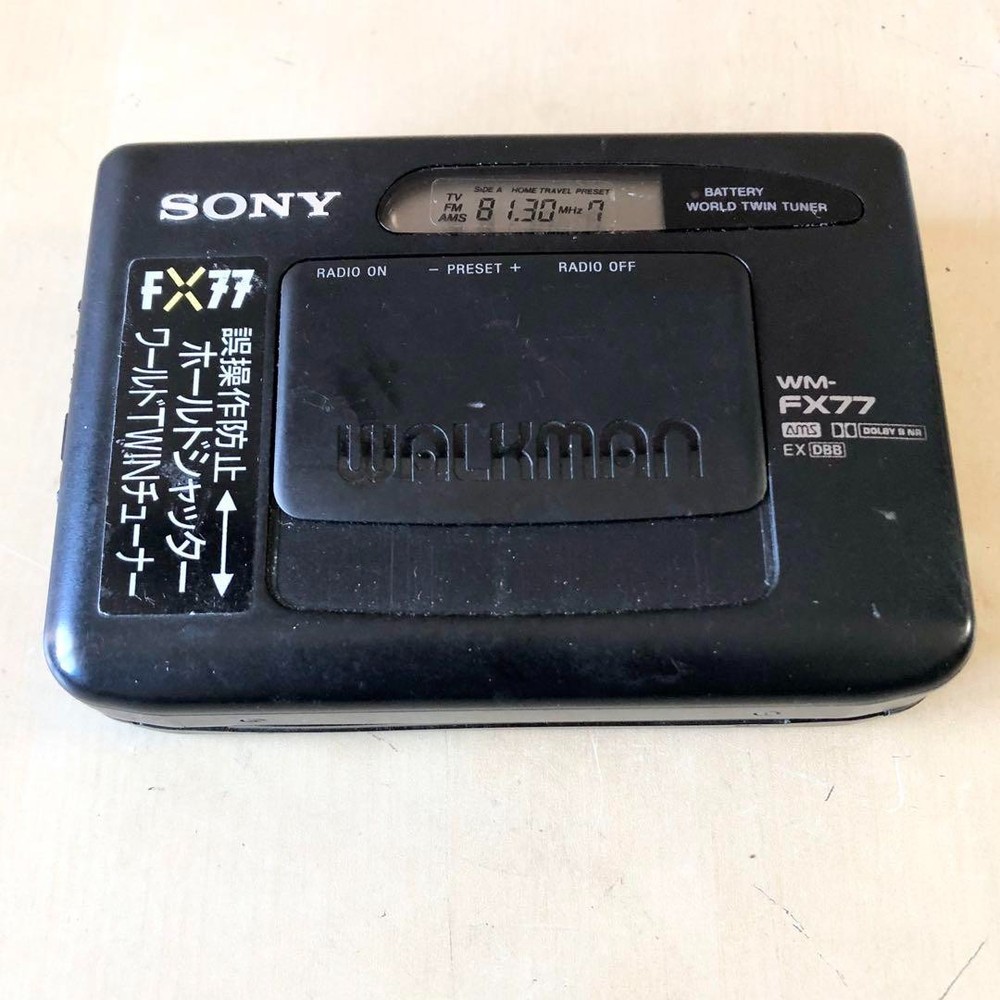 SONY
SIDE A HOME TRAVEL PRESET
TV
FM
AMS
81.30 MHz 7
BATTERY
WORLD TWIN TUNER
RADIO ON – PRESET + RADIO OFF
FX77
誤操作防止
ホールドシャッター
ワールドTWINチューナー
WALKMAN
WM-
FX77
AMS DOLBY B NR
EX DBB